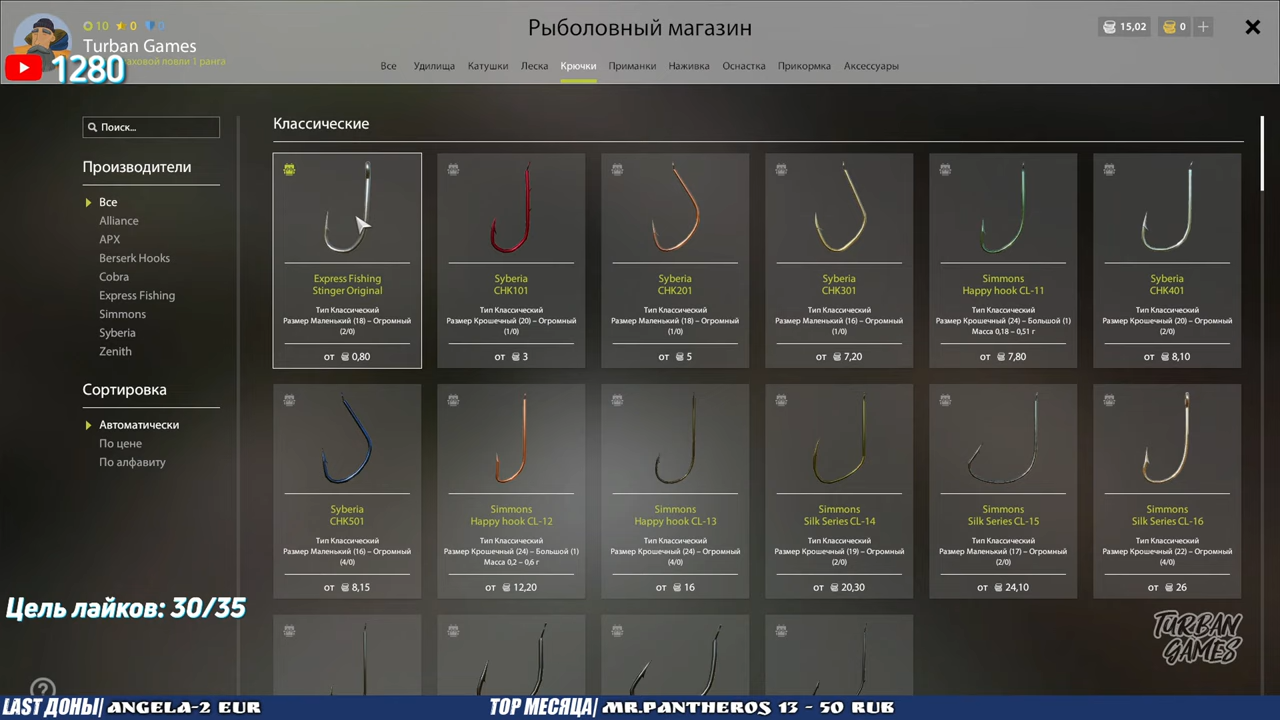 10 0 0
Turban Games
аховой ловли 1 ранга
1280
Рыболовный магазин
15,02 0 +
Все Удилища Катушки Леска Крючки Приманки Наживка Оснастка Прикормка Аксессуары
Поиск...
Производители
Все
Alliance
APX
Berserk Hooks
Cobra
Express Fishing
Simmons
Syberia
Zenith
Сортировка
Автоматически
По цене
По алфавиту
Классические
Express Fishing
Stinger Original
Тип Классический
Размер Маленький (18) – Огромный
(2/0)
от 0,80
Syberia
CHK101
Тип Классический
Размер Крошечный (20) – Огромный
(1/0)
от 3
Syberia
CHK201
Тип Классический
Размер Маленький (18) – Огромный
(1/0)
от 5
Syberia
CHK301
Тип Классический
Размер Маленький (16) – Огромный
(1/0)
от 7,20
Simmons
Happy hook CL-11
Тип Классический
Размер Крошечный (24) – Большой (1)
Масса 0,18 – 0,51 г
от 7,80
Syberia
CHK401
Тип Классический
Размер Крошечный (20) – Огромный
(2/0)
от 8,10
Syberia
CHK501
Тип Классический
Размер Маленький (16) – Огромный
(4/0)
от 8,15
Simmons
Happy hook CL-12
Тип Классический
Размер Крошечный (24) – Большой (1)
Масса 0,2 – 0,6 г
от 12,20
Simmons
Happy hook CL-13
Тип Классический
Размер Крошечный (24) – Огромный
(4/0)
от 16
Simmons
Silk Series CL-14
Тип Классический
Размер Крошечный (19) – Огромный
(2/0)
от 20,30
Simmons
Silk Series CL-15
Тип Классический
Размер Маленький (17) – Огромный
(2/0)
от 24,10
Simmons
Silk Series CL-16
Тип Классический
Размер Крошечный (22) – Огромный
(4/0)
от 26
Цель лайков: 30/35
TURBAN
GAMES
?
LAST ДОНЫ| ANGELA-2 EUR
TOP МЕСЯЦА| MR.PANTHEROS 13 - 50 RUB